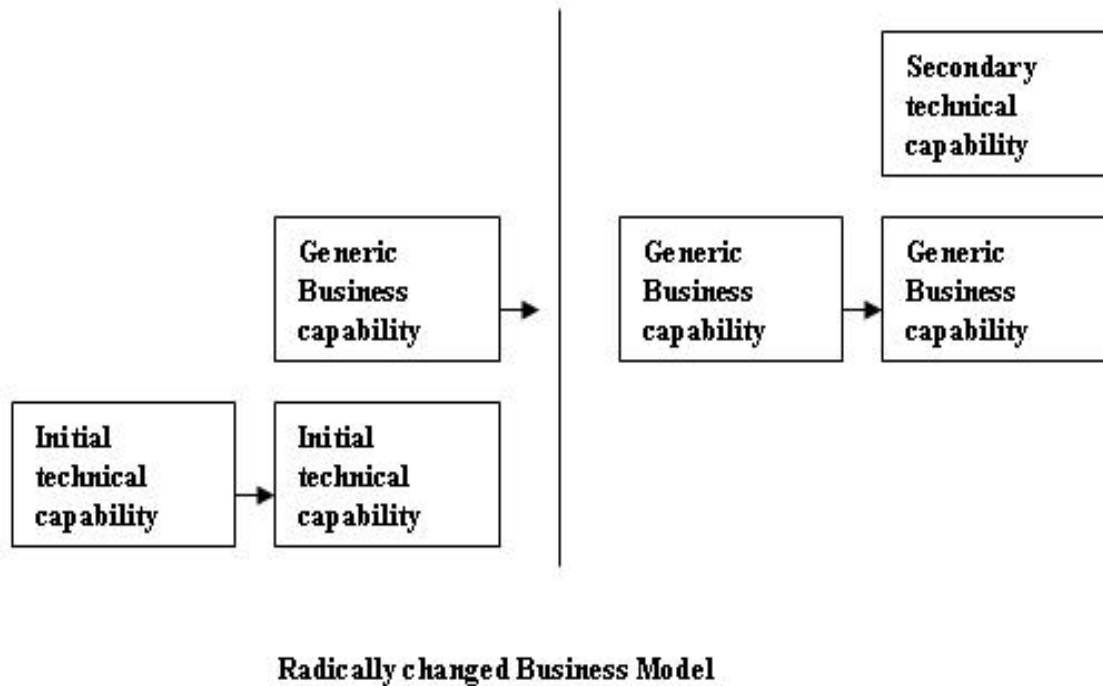 Secondary
technical
capability
Generic
Business
capability
Generic
Business
capability
Generic
Business
capability
Initial
technical
capability
Initial
technical
capability
Radically changed Business Model